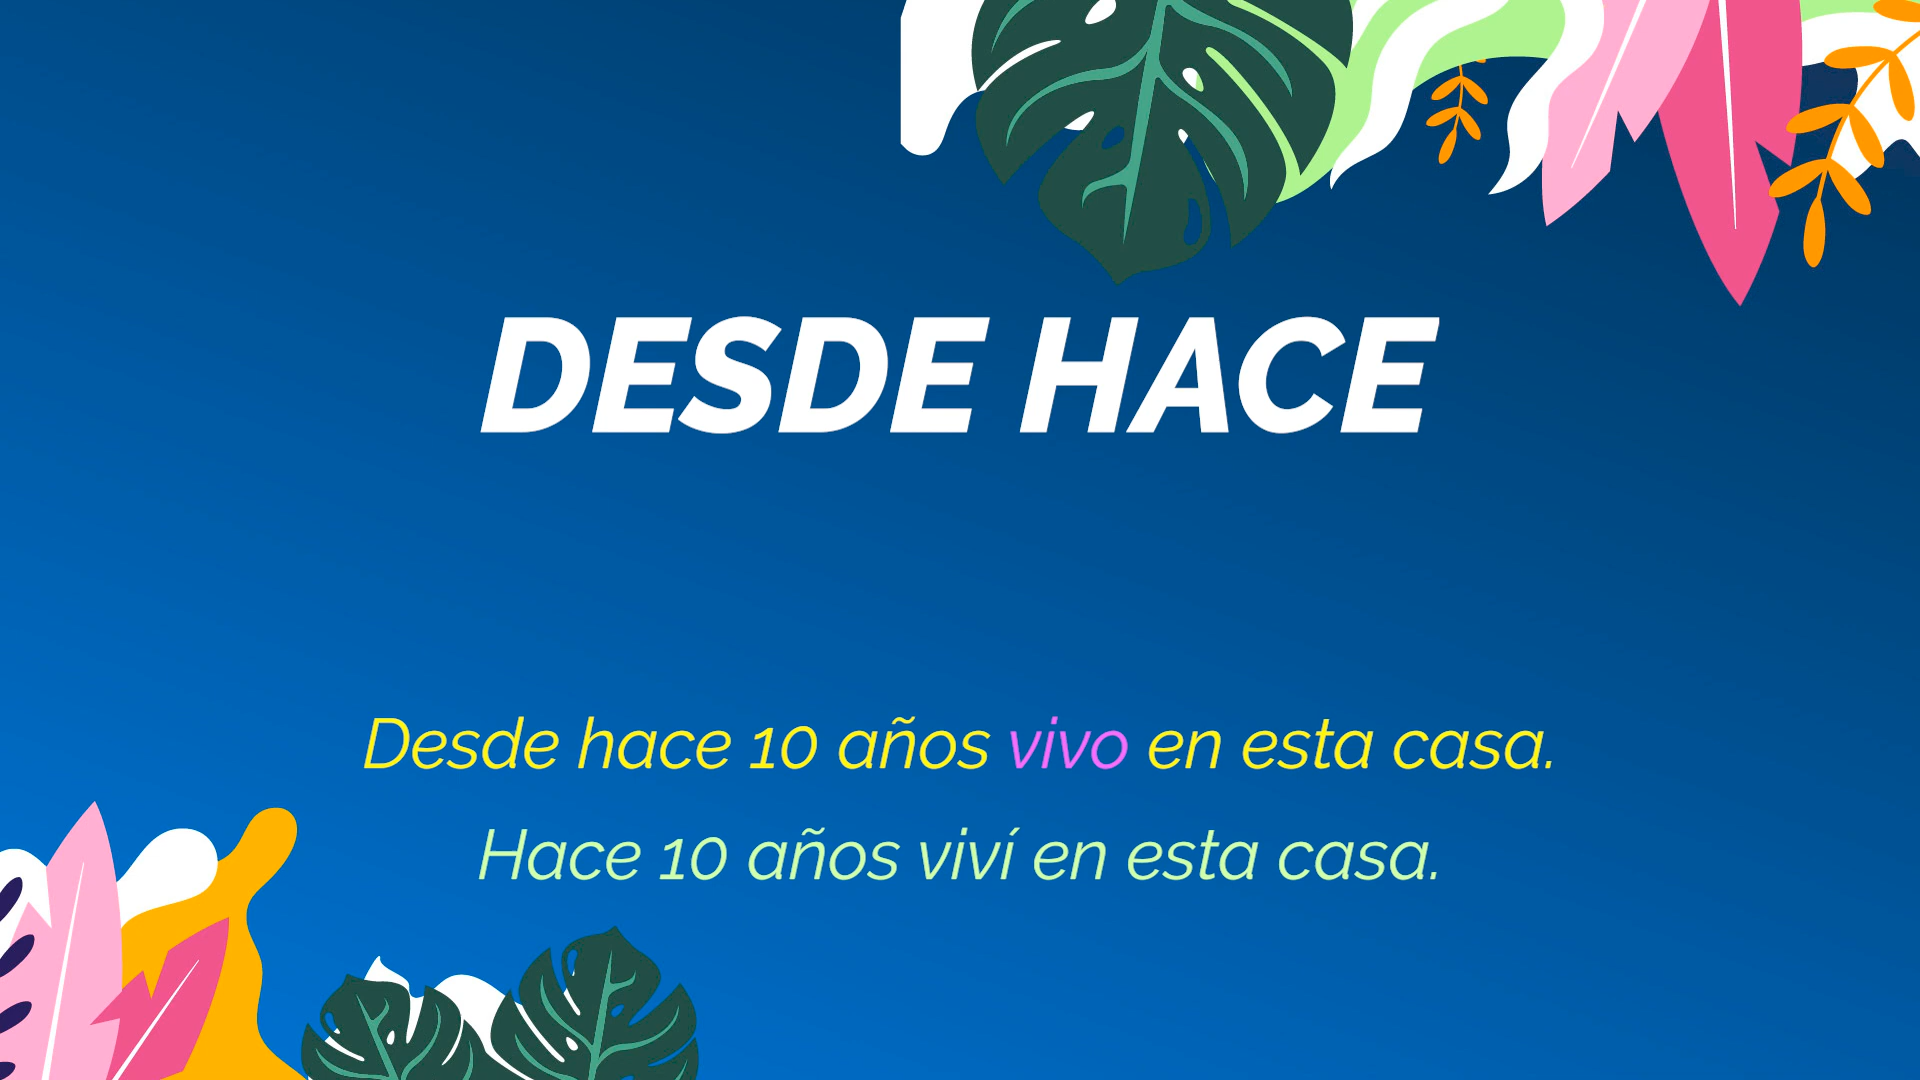 DESDE HACE
Desde hace 10 años vivo en esta casa.
Hace 10 años viví en esta casa.